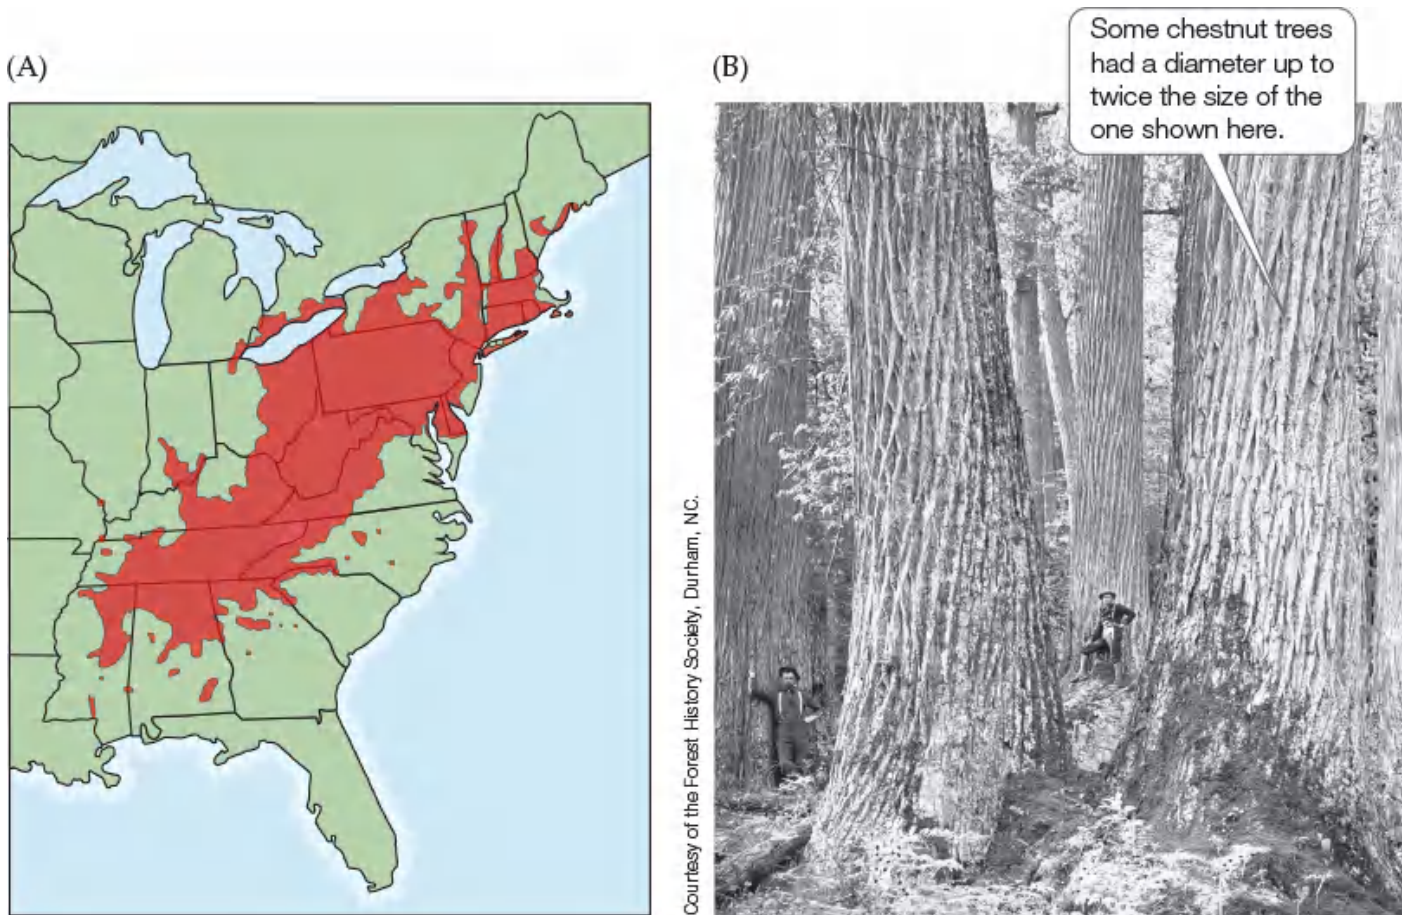 (A)
(B)
Some chestnut trees
had a diameter up to
twice the size of the
one shown here.
Courtesy of the Forest History Society, Durham, NC.